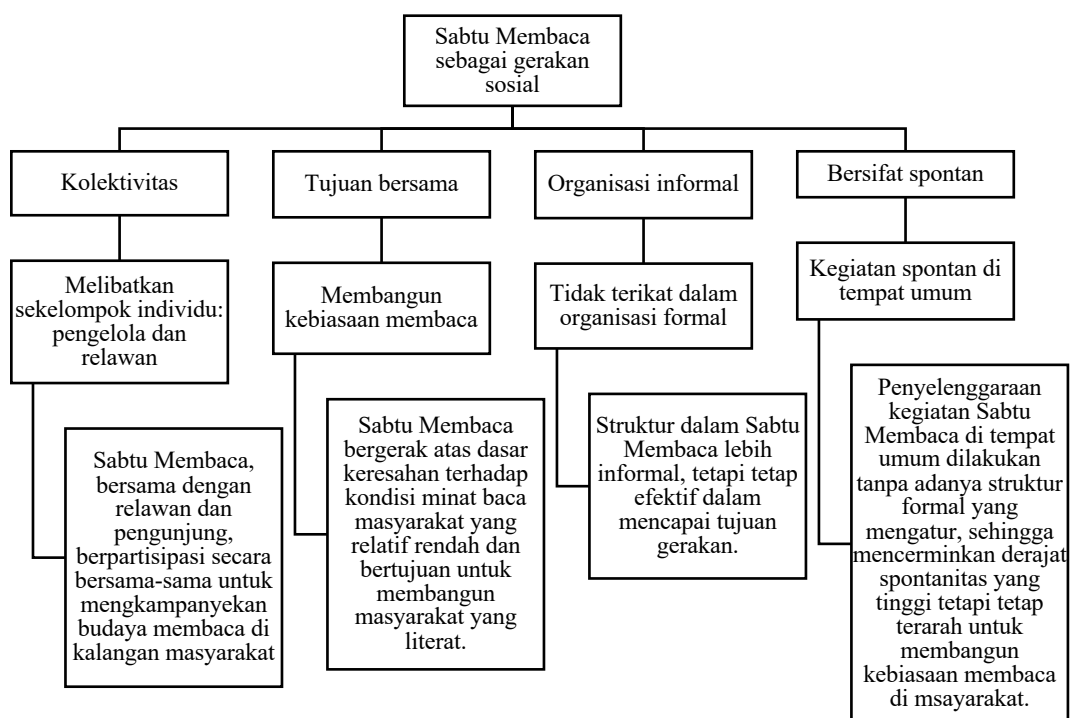 Sabtu Membaca
sebagai gerakan
sosial
Kolektivitas
Tujuan bersama
Organisasi informal
Bersifat spontan
Melibatkan
sekelompok individu:
pengelola dan
relawan
Membangun
kebiasaan membaca
Tidak terikat dalam
organisasi formal
Kegiatan spontan di
tempat umum
Sabtu Membaca,
bersama dengan
relawan dan
pengunjung,
berpartisipasi secara
bersama-sama untuk
mengkampanyekan
budaya membaca di
kalangan masyarakat
Sabtu Membaca
bergerak atas dasar
keresahan terhadap
kondisi minat baca
masyarakat yang
relatif rendah dan
bertujuan untuk
membangun
masyarakat yang
literat.
Struktur dalam Sabtu
Membaca lebih
informal, tetapi tetap
efektif dalam
mencapai tujuan
gerakan.
Penyelenggaraan
kegiatan Sabtu
Membaca di tempat
umum dilakukan
tanpa adanya struktur
formal yang
mengatur, sehingga
mencerminkan derajat
spontanitas yang
tinggi tetapi tetap
terarah untuk
membangun
kebiasaan membaca
di msayarakat.